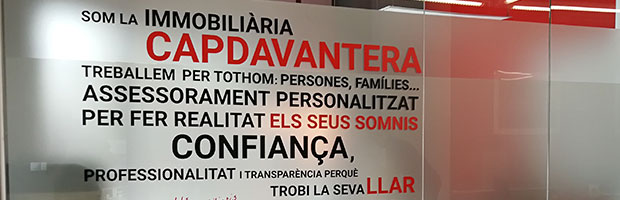 SOM LA IMMOBILIÀRIA
CAPDAVANTERA
TREBALLEM PER TOTHOM: PERSONES, FAMÍLIES...
ASSESSORAMENT PERSONALITZAT
PER FER REALITAT ELS SEUS SOMNIS
CONFIANÇA,
PROFESSIONALITAT I TRANSPARÈNCIA PERQUÈ
TROBI LA SEVA LLAR